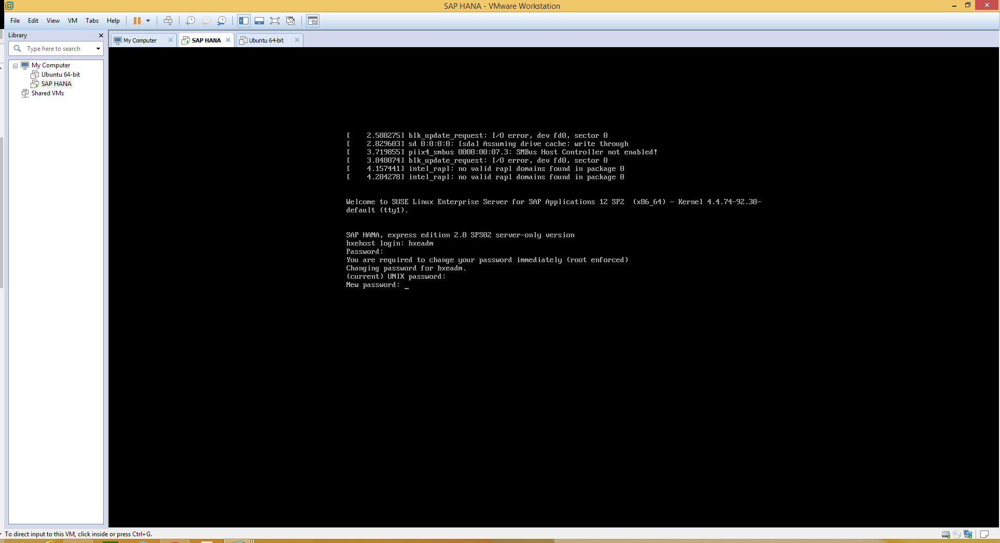 SAP HANA - VMware Workstation
File Edit View VM Tabs Help
Library
My Computer
SAP HANA
Ubuntu 64-bit
Type here to search
My Computer
Ubuntu 64-bit
SAP HANA
Shared VMs
[    2.588275] blk_update_request: I/O error, dev fd0, sector 0
[    2.829603] sd 0:0:0:0: [sda] Assuming drive cache: write through
[    3.719855] piix4_smbus 0000:00:07.3: SMBus Host Controller not enabled!
[    3.848074] blk_update_request: I/O error, dev fd0, sector 0
[    4.157441] intel_rapl: no valid rapl domains found in package 0
[    4.204278] intel_rapl: no valid rapl domains found in package 0
Welcome to SUSE Linux Enterprise Server for SAP Applications 12 SP2  (x86_64) - Kernel 4.4.74-92.38-
default (tty1).
SAP HANA, express edition 2.0 SPS02 server-only version
hxehost login: hxeadm
Password:
You are required to change your password immediately (root enforced)
Changing password for hxeadm.
(current) UNIX password:
New password: _
To direct input to this VM, click inside or press Ctrl+G.